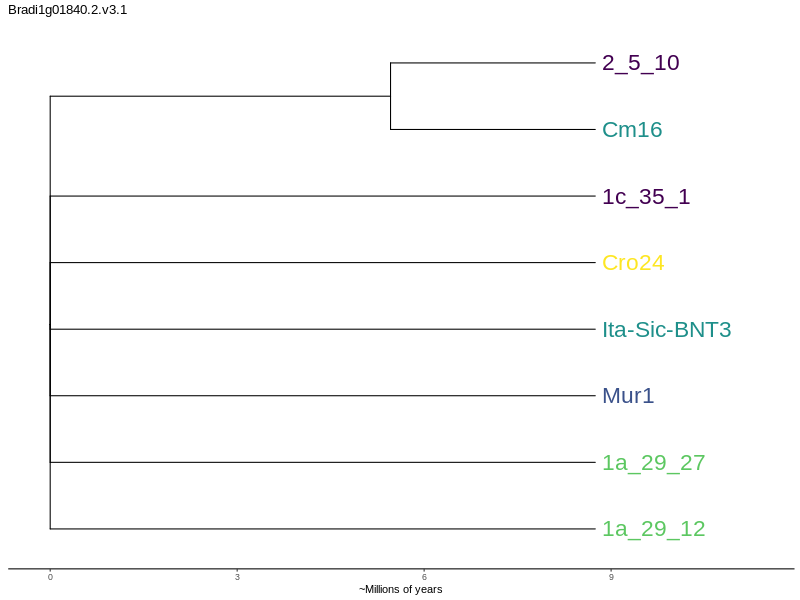 Bradi1g01840.2.v3.1
2_5_10
Cm16
1c_35_1
Cro24
Ita-Sic-BNT3
Mur1
1a_29_27
1a_29_12
0 3 6 9
~Millions of years